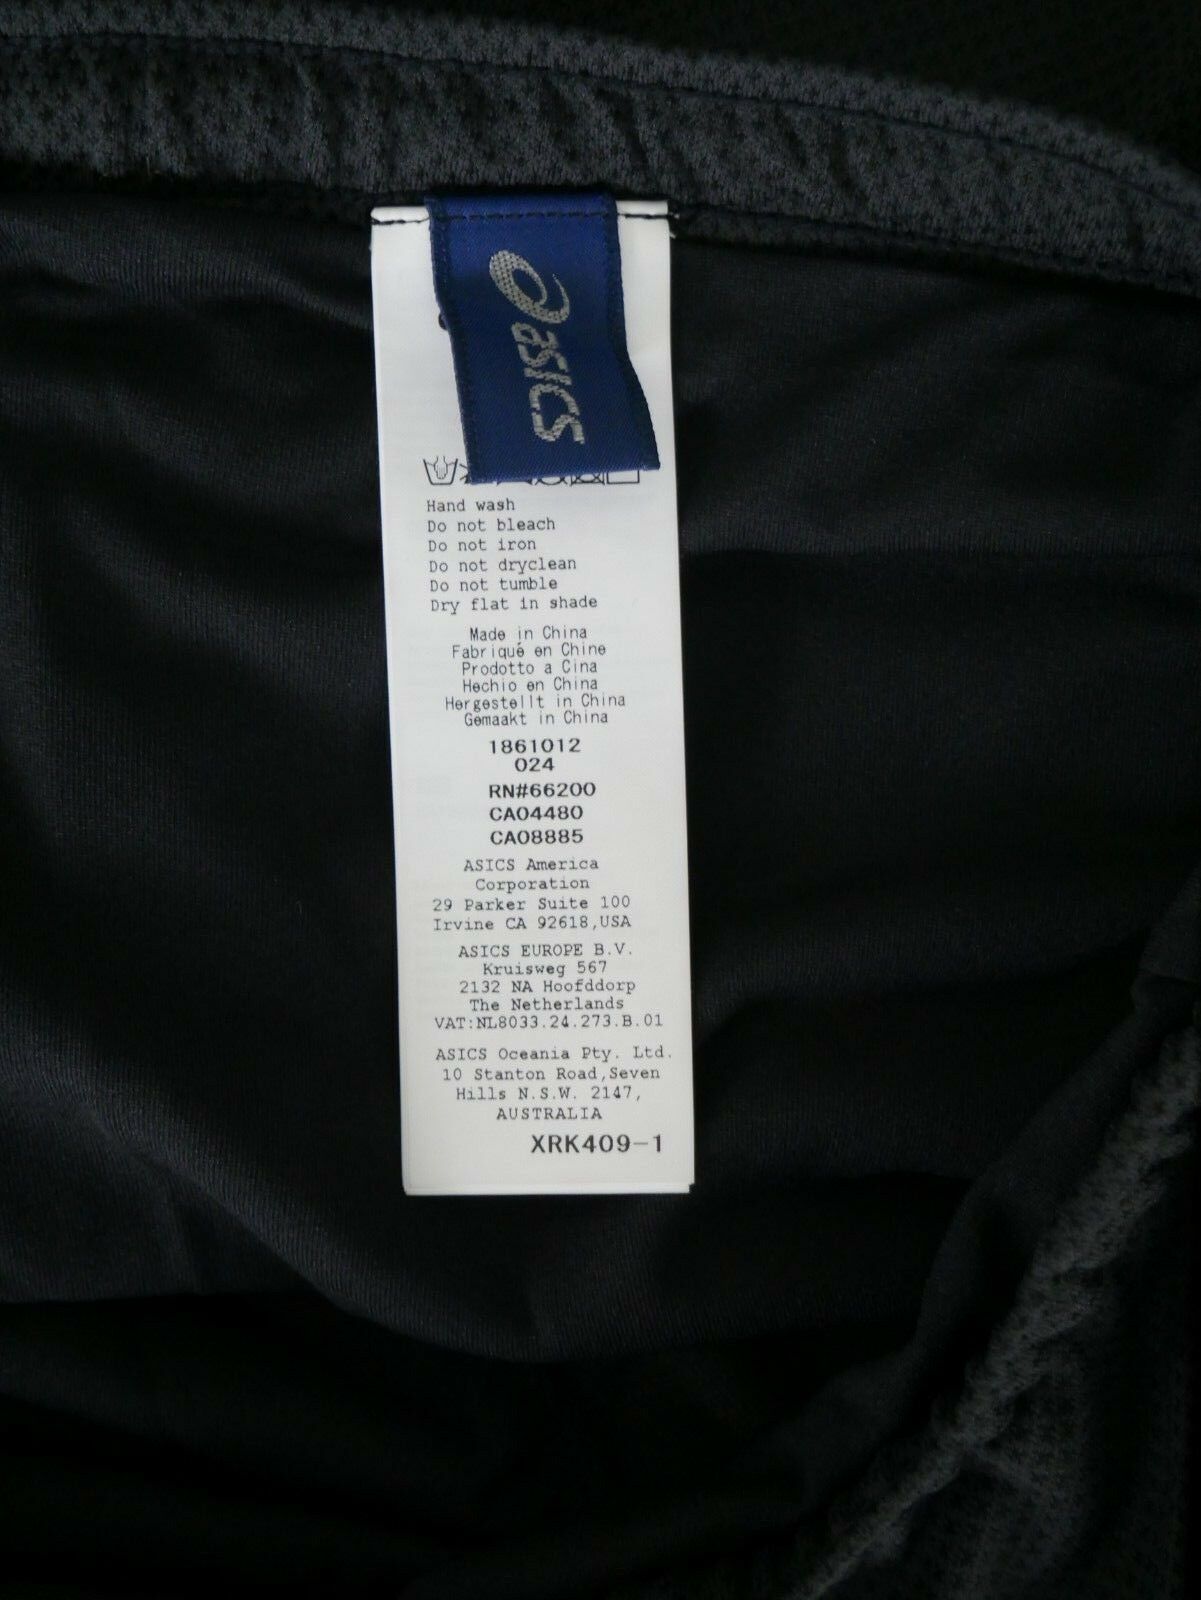 asics
Hand wash
Do not bleach
Do not iron
Do not dryclean
Do not tumble
Dry flat in shade
Made in China
Fabriqué en Chine
Prodotto a Cina
Hechio en China
Hergestellt in China
Gemaakt in China
1861012
024
RN#66200
CA04480
CA08885
ASICS America
Corporation
29 Parker Suite 100
Irvine CA 92618,USA
ASICS EUROPE B.V.
Kruisweg 567
2132 NA Hoofddorp
The Netherlands
VAT:NL8033.24.273.B.01
ASICS Oceania Pty. Ltd.
10 Stanton Road,Seven
Hills N.S.W. 2147,
AUSTRALIA
XRK409-1